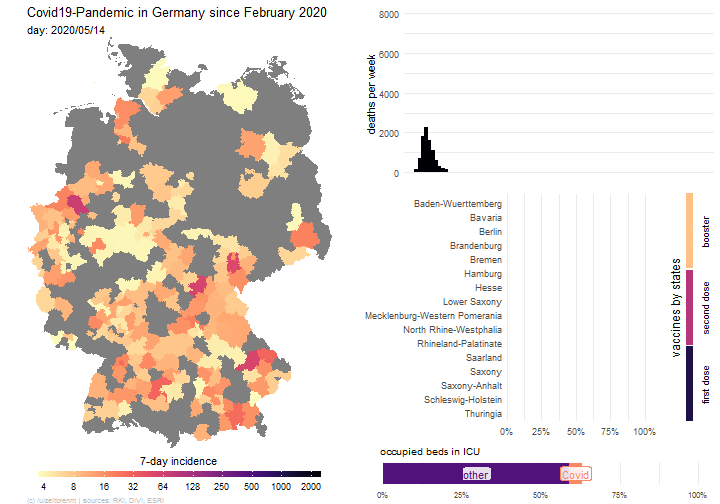 Covid19-Pandemic in Germany since February 2020
day: 2020/05/14
7-day incidence
4 8 16 32 64 125 250 500 1000 2000
(c) /u/zeltbrennt | sources: RKI, DIVI, ESRI
deaths per week
8000
6000
4000
2000
0
Baden-Wuerttemberg
Bavaria
Berlin
Brandenburg
Bremen
Hamburg
Hesse
Lower Saxony
Mecklenburg-Western Pomerania
North Rhine-Westphalia
Rhineland-Palatinate
Saarland
Saxony
Saxony-Anhalt
Schleswig-Holstein
Thuringia
0% 25% 50% 75% 100%
vaccines by states
booster
second dose
first dose
occupied beds in ICU
other Covid
0% 25% 50% 75% 100%